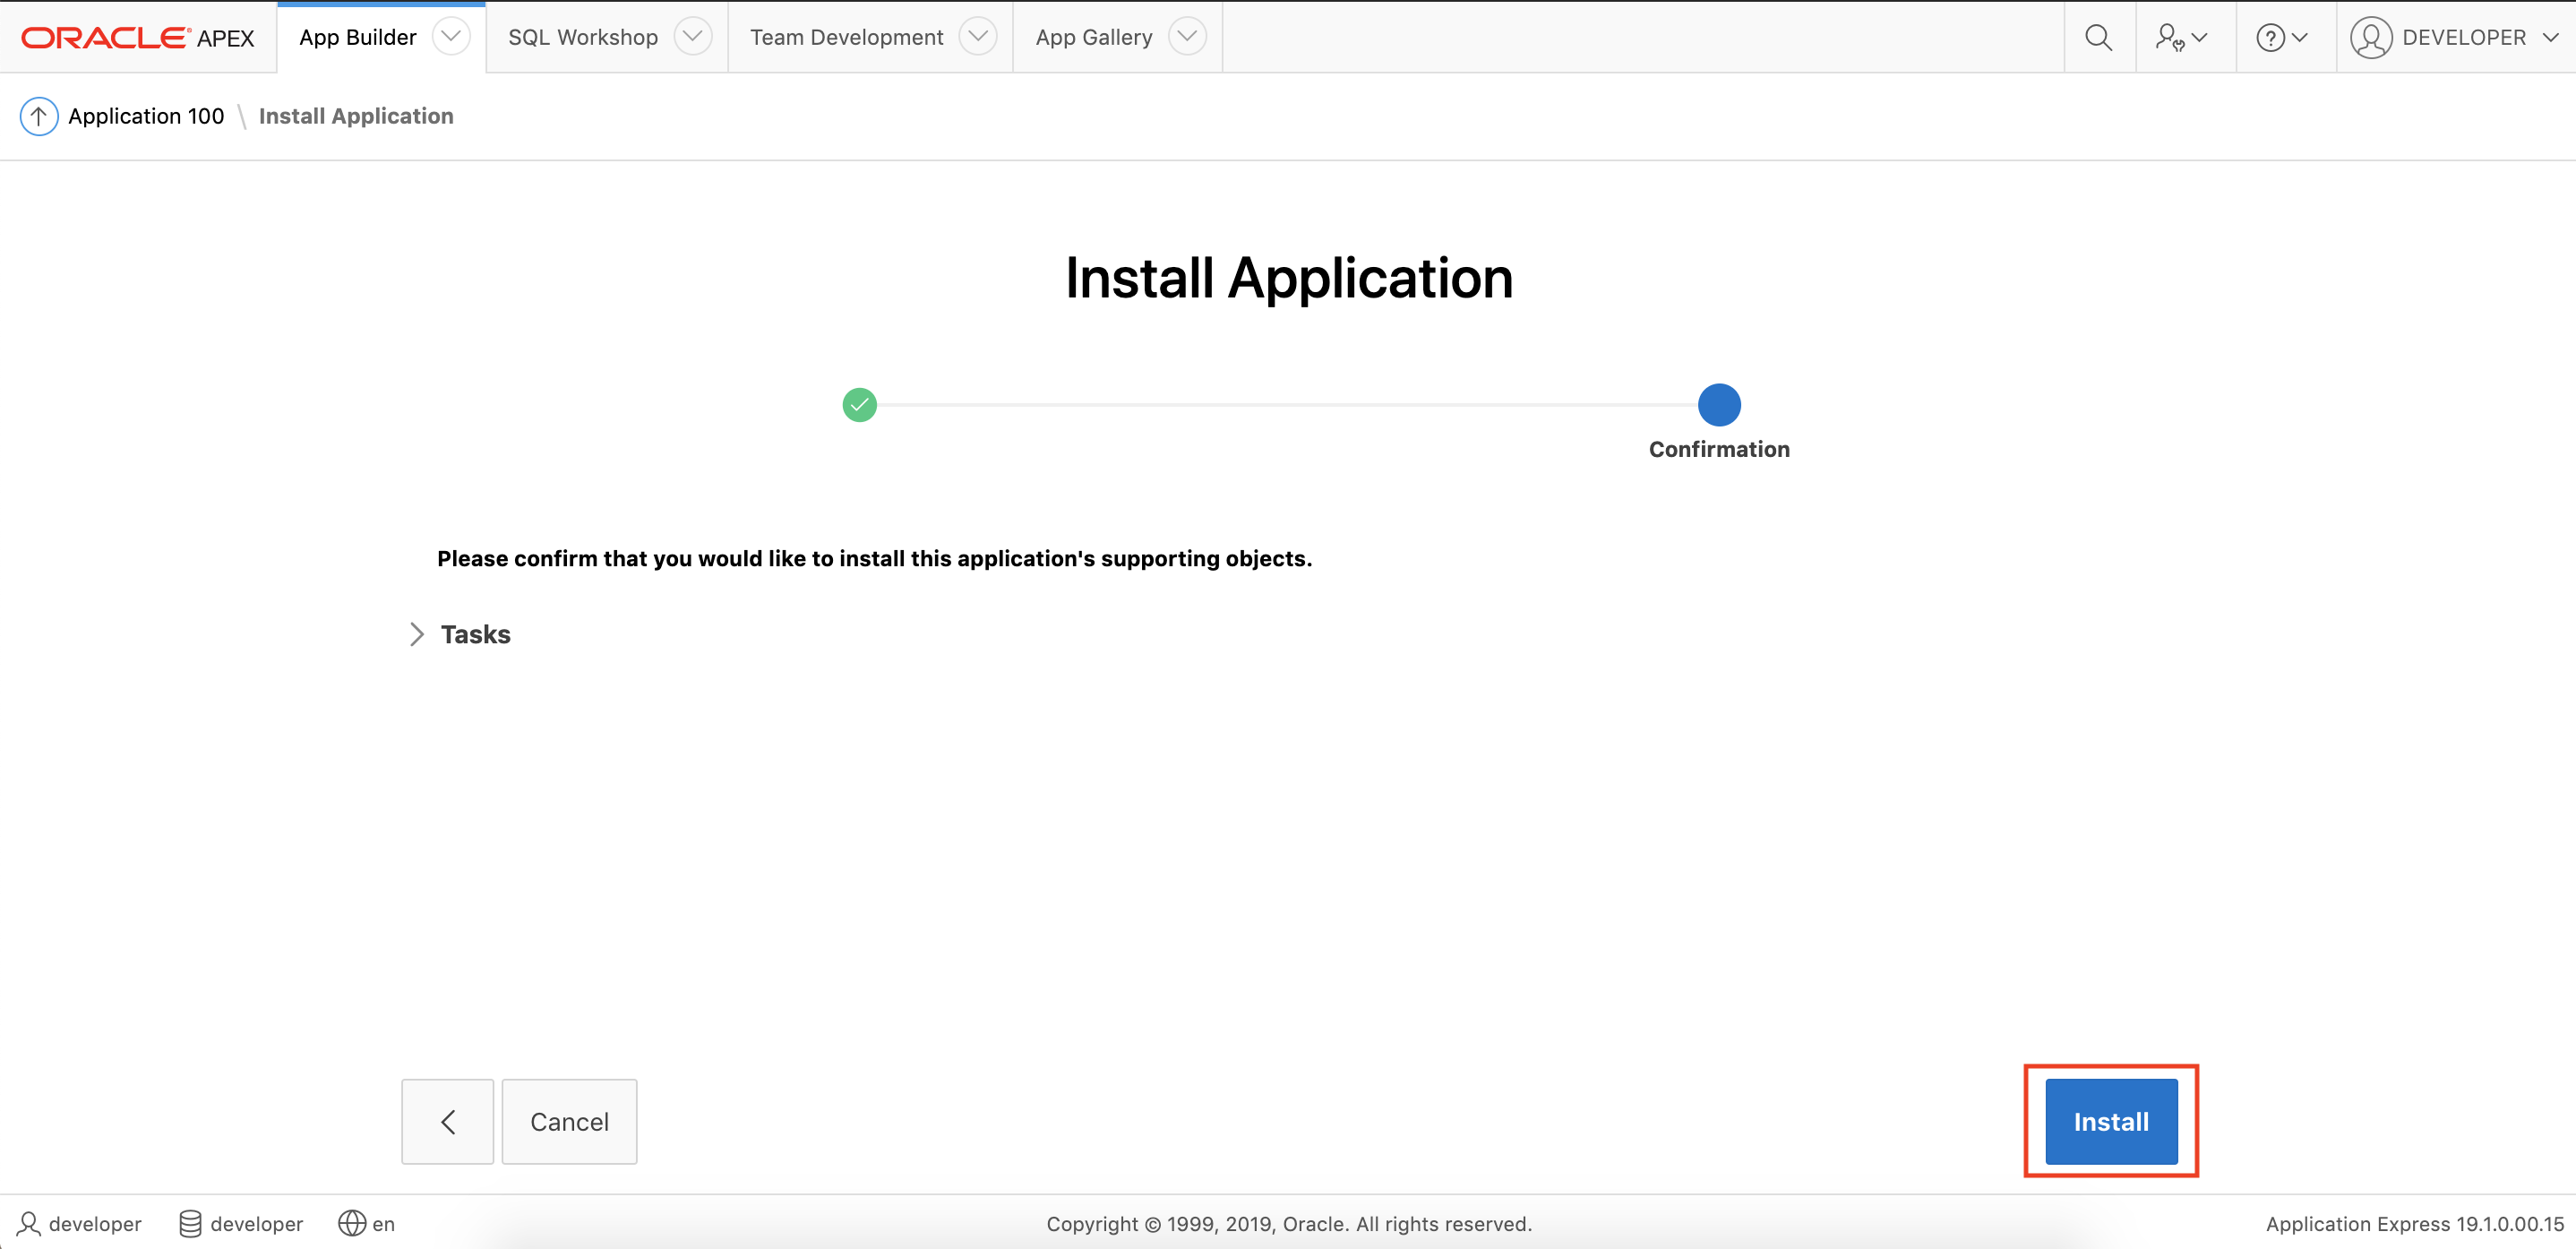 ORACLE® APEX App Builder SQL Workshop Team Development App Gallery ? DEVELOPER
Application 100 \ Install Application
Install Application
Confirmation
Please confirm that you would like to install this application's supporting objects.
Tasks
Cancel Install
developer developer en Copyright © 1999, 2019, Oracle. All rights reserved. Application Express 19.1.0.00.15